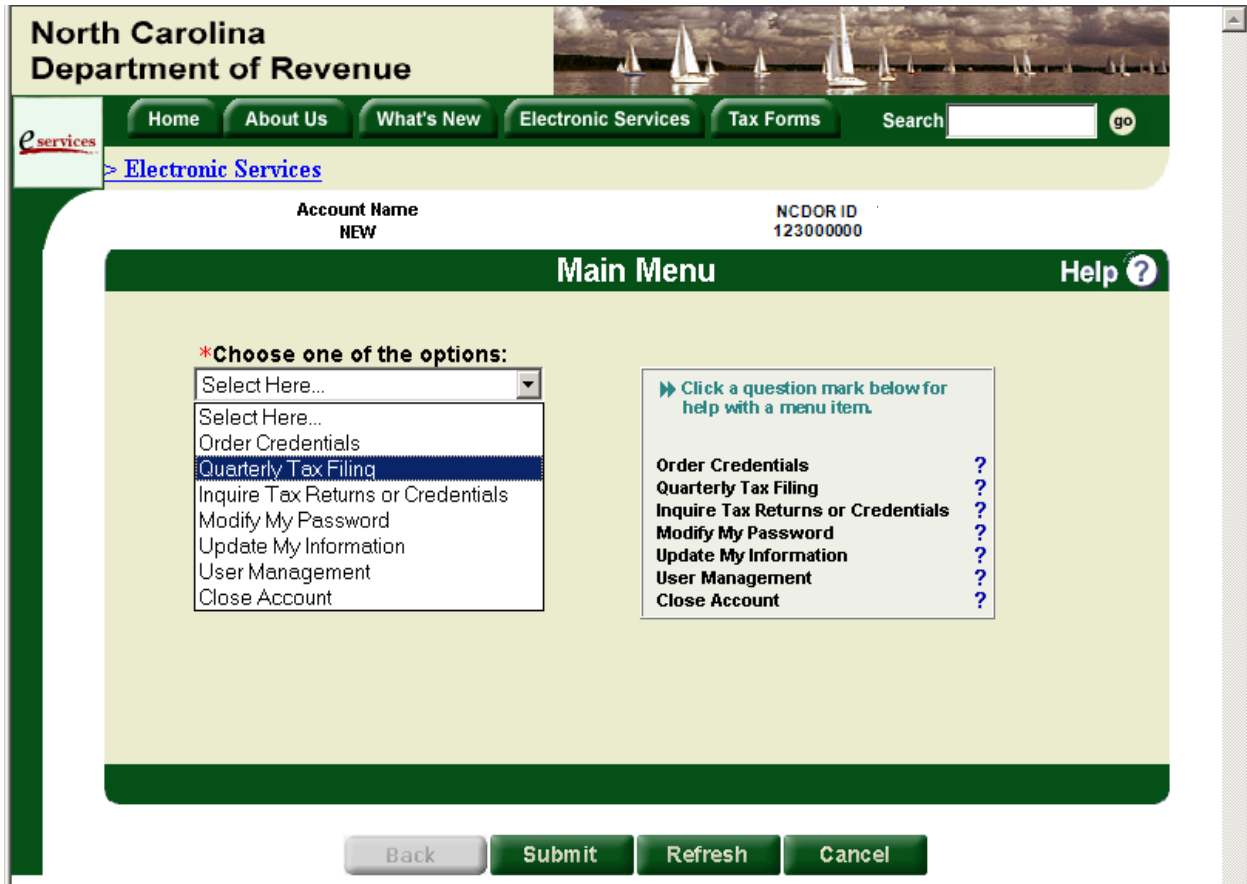 North Carolina
Department of Revenue
e services
Home About Us What's New Electronic Services Tax Forms Search go
> Electronic Services
Account Name NCDOR ID
NEW 123000000
Main Menu Help ?
*Choose one of the options:
Select Here...
Select Here...
Order Credentials
Quarterly Tax Filing
Inquire Tax Returns or Credentials
Modify My Password
Update My Information
User Management
Close Account
Click a question mark below for
help with a menu item.
Order Credentials ?
Quarterly Tax Filing ?
Inquire Tax Returns or Credentials ?
Modify My Password ?
Update My Information ?
User Management ?
Close Account ?
Back Submit Refresh Cancel